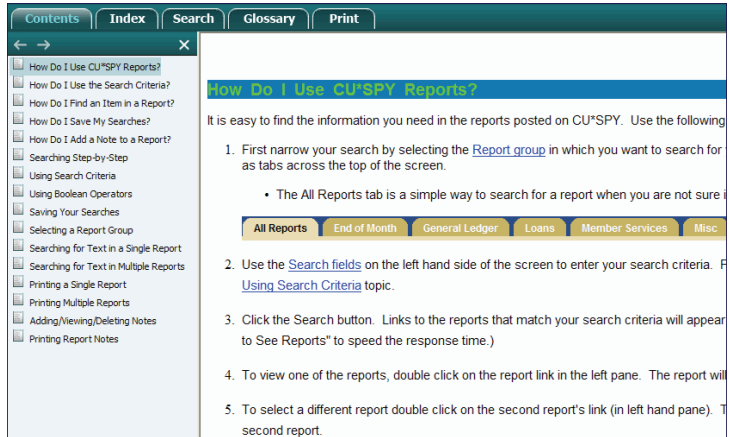 Contents Index Search Glossary Print
How Do I Use CU*SPY Reports?
How Do I Use the Search Criteria?
How Do I Find an Item in a Report?
How Do I Save My Searches?
How Do I Add a Note to a Report?
Searching Step-by-Step
Using Search Criteria
Using Boolean Operators
Saving Your Searches
Selecting a Report Group
Searching for Text in a Single Report
Searching for Text in Multiple Reports
Printing a Single Report
Printing Multiple Reports
Adding/Viewing/Deleting Notes
Printing Report Notes
How Do I Use CU*SPY Reports?
It is easy to find the information you need in the reports posted on CU*SPY. Use the following
1. First narrow your search by selecting the Report group in which you want to search for
as tabs across the top of the screen.
• The All Reports tab is a simple way to search for a report when you are not sure
All Reports End of Month General Ledger Loans Member Services Misc
2. Use the Search fields on the left hand side of the screen to enter your search criteria.
Using Search Criteria topic.
3. Click the Search button. Links to the reports that match your search criteria will appear
to See Reports" to speed the response time.)
4. To view one of the reports, double click on the report link in the left pane. The report will
5. To select a different report double click on the second report's link (in left hand pane).
second report.